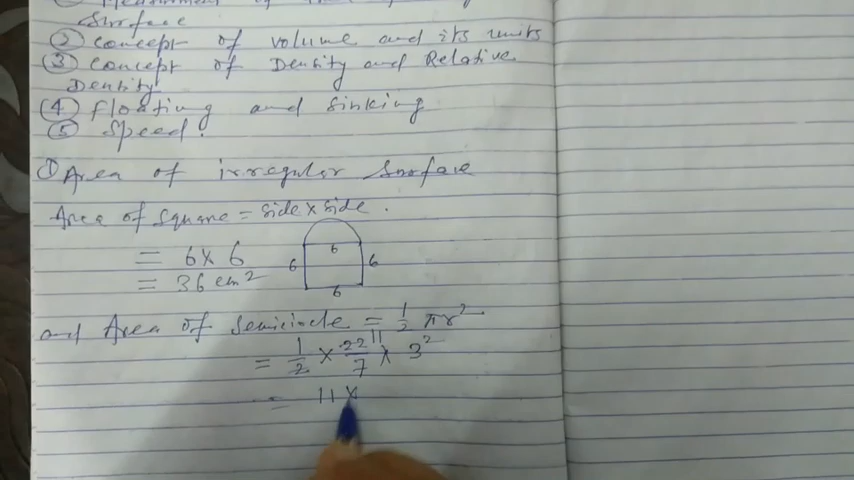 Surface
② Concept of volume and its units
③ Concept of Density and Relative
Density
④ Floating and Sinking
⑤ Speed.
① Area of irregular Surface
Area of Square = Side × Side.
= 6 × 6
= 36 cm²
6
6
6
6
and Area of Semicircle = 1/2 πr²
= 1/2 × 22/7 × 3²
11
= 11 ×